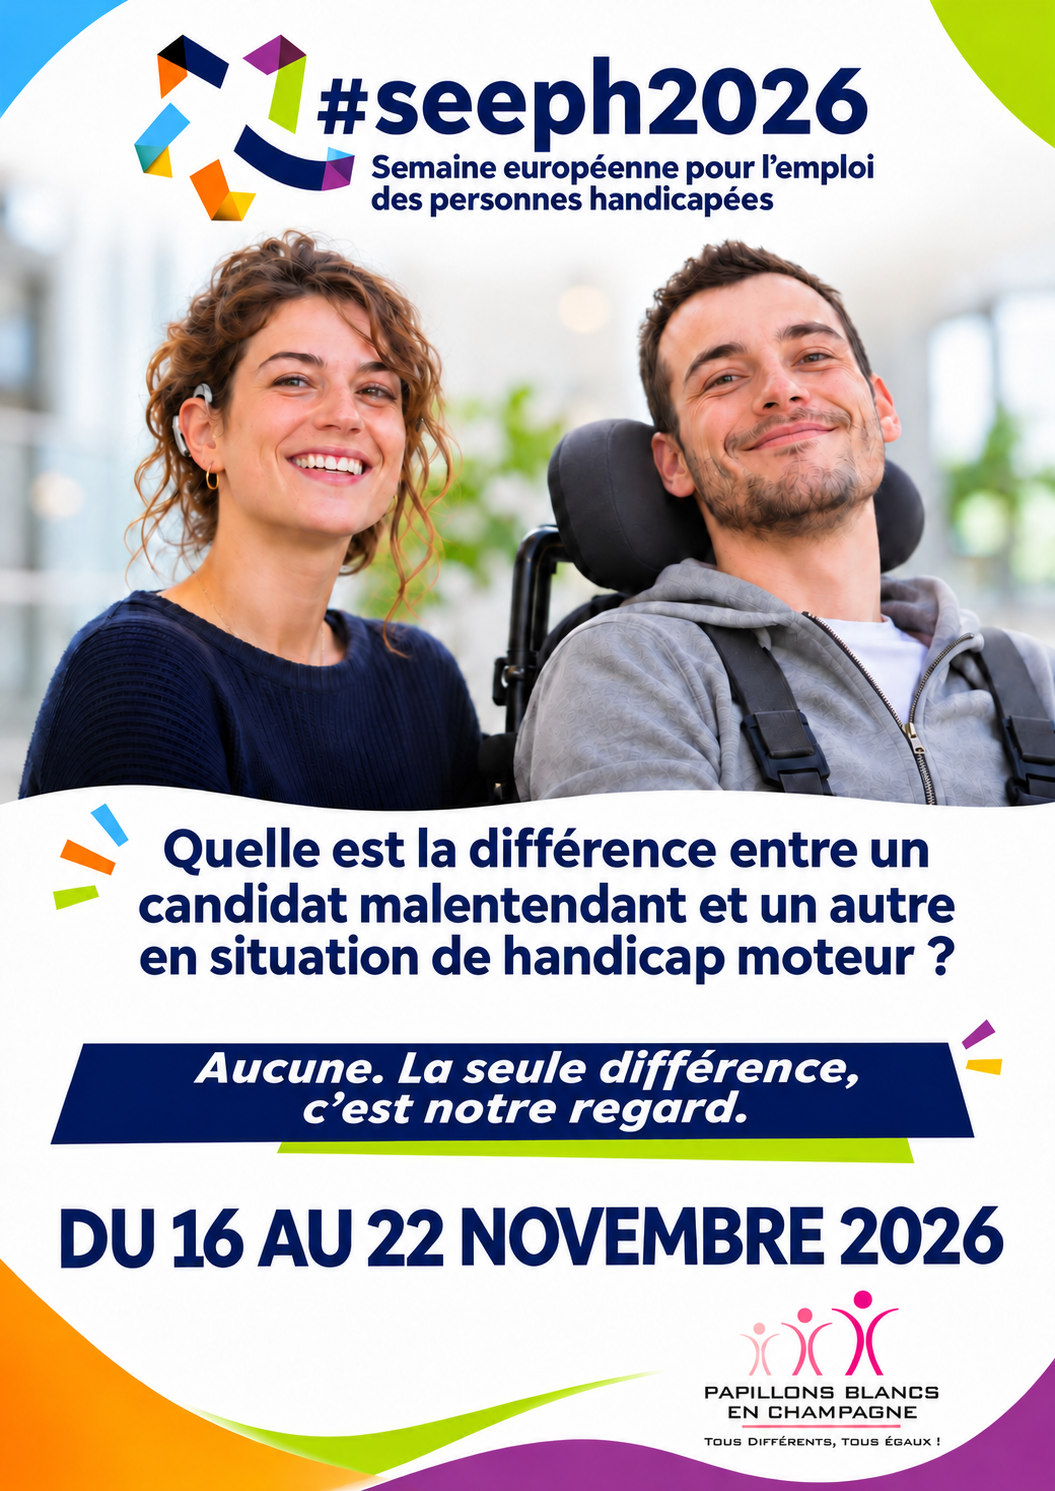 #seeph2026
Semaine européenne pour l'emploi
des personnes handicapées
Quelle est la différence entre un
candidat malentendant et un autre
en situation de handicap moteur ?
Aucune. La seule différence,
c'est notre regard.
DU 16 AU 22 NOVEMBRE 2026
PAPILLONS BLANCS
EN CHAMPAGNE
TOUS DIFFÉRENTS, TOUS ÉGAUX !